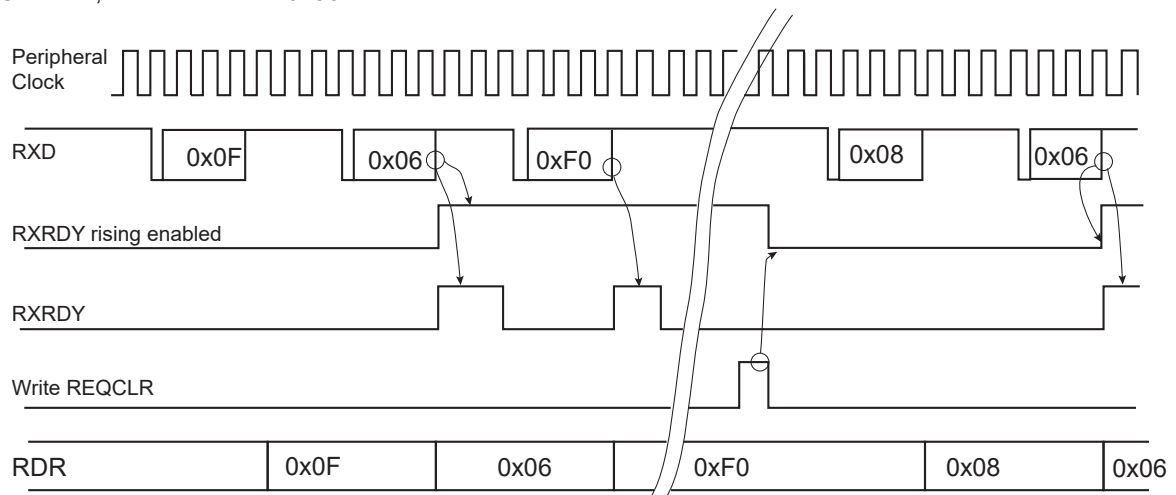 Peripheral
Clock
RXD
0x0F
0x06
0xF0
0x08
0x06
RXRDY rising enabled
RXRDY
Write REQCLR
RDR
0x0F
0x06
0xF0
0x08
0x06